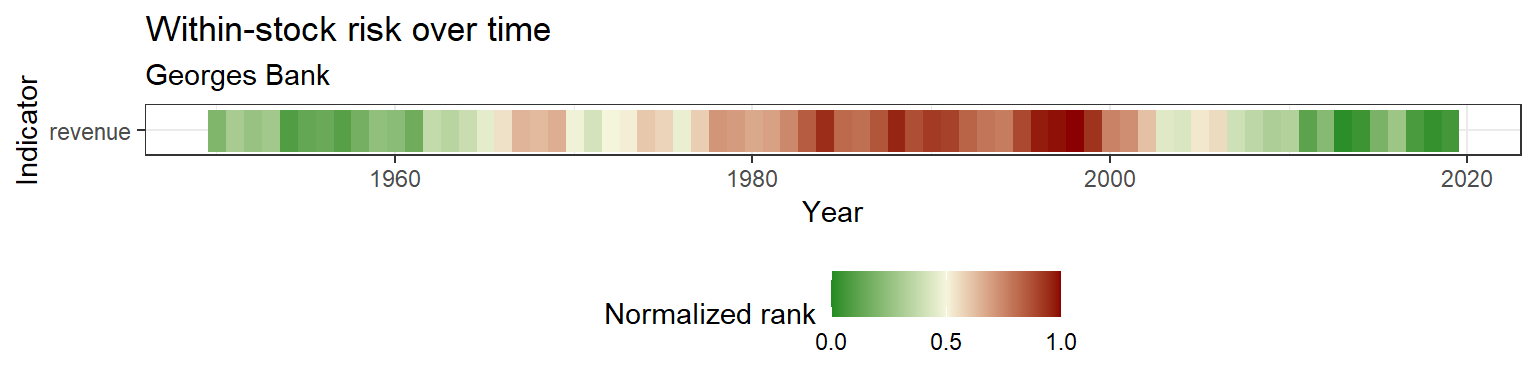 Within-stock risk over time
Georges Bank
Indicator
revenue
1960 1980 2000 2020
Year
Normalized rank
0.0 0.5 1.0